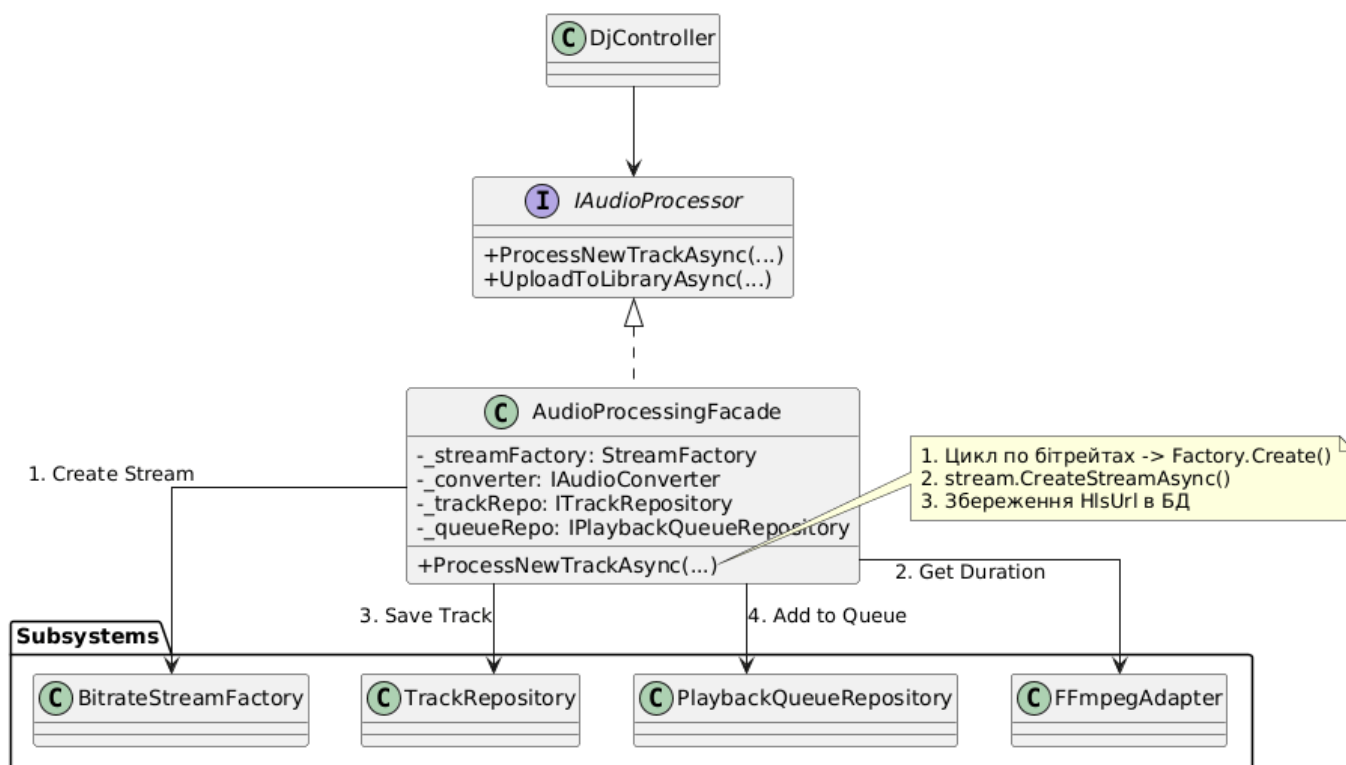 C DjController
I IAudioProcessor
+ProcessNewTrackAsync(...)
+UploadToLibraryAsync(...)
C AudioProcessingFacade
-_streamFactory: StreamFactory
-_converter: IAudioConverter
-_trackRepo: ITrackRepository
-_queueRepo: IPlaybackQueueRepository
+ProcessNewTrackAsync(...)
1. Цикл по бітрейтах -> Factory.Create()
2. stream.CreateStreamAsync()
3. Збереження HlsUrl в БД
1. Create Stream
2. Get Duration
3. Save Track
4. Add to Queue
Subsystems
C BitrateStreamFactory
C TrackRepository
C PlaybackQueueRepository
C FFmpegAdapter